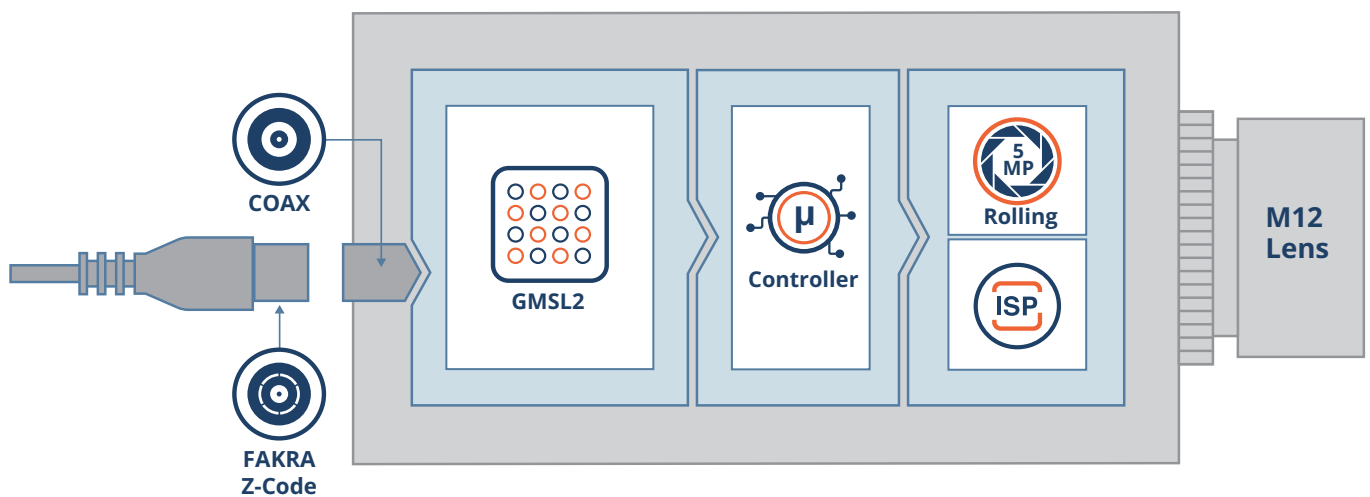 COAX
FAKRA
Z-Code
GMSL2
µ
Controller
5
MP
Rolling
ISP
M12
Lens